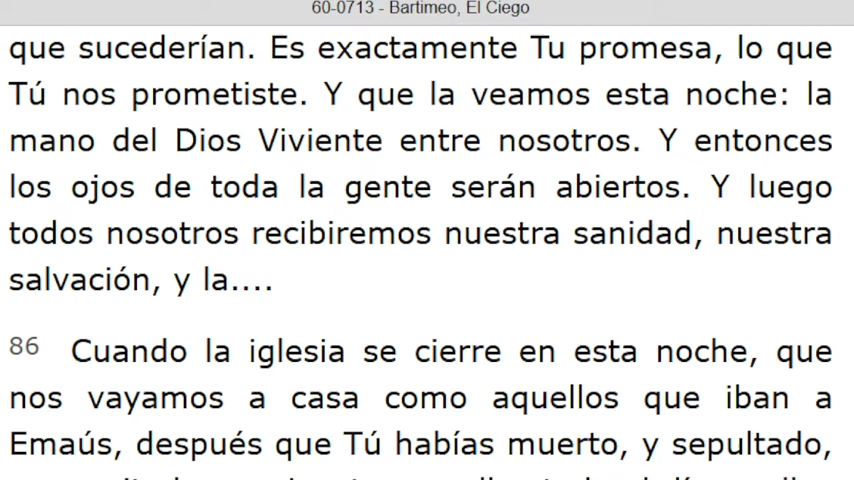 60-0713 - Bartimeo, El Ciego
que sucederían. Es exactamente Tu promesa, lo que
Tú nos prometiste. Y que la veamos esta noche: la
mano del Dios Viviente entre nosotros. Y entonces
los ojos de toda la gente serán abiertos. Y luego
todos nosotros recibiremos nuestra sanidad, nuestra
salvación, y la....
86 Cuando la iglesia se cierre en esta noche, que
nos vayamos a casa como aquellos que iban a
Emaús, después que Tú habías muerto, y sepultado,